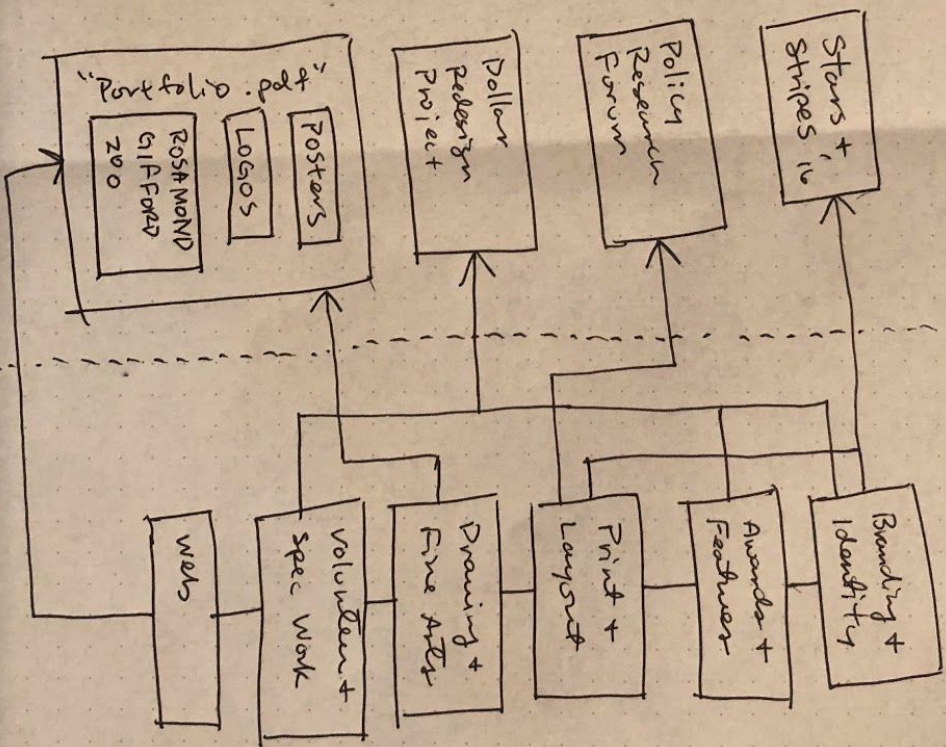 Stars +
Stripes '16
Policy
Research
Forum
Dollar
Redesign
Project
"Portfolio .pdf"
POSTERS
LOGOS
ROSAMOND
GIFFORD
ZOO
Branding +
Identity
Awards +
Features
Print +
Layout
Drawing +
Fine Arts
Volunteer +
Spec Work
Web